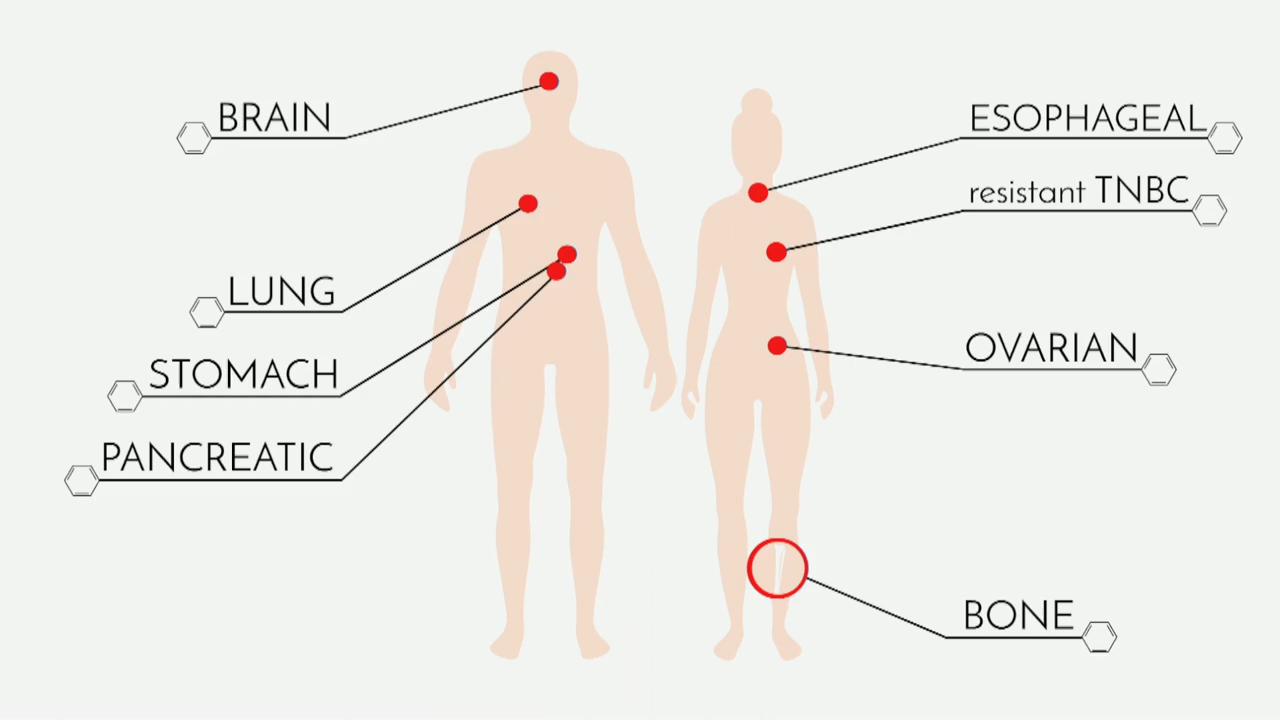 BRAIN
LUNG
STOMACH
PANCREATIC
ESOPHAGEAL
resistant TNBC
OVARIAN
BONE